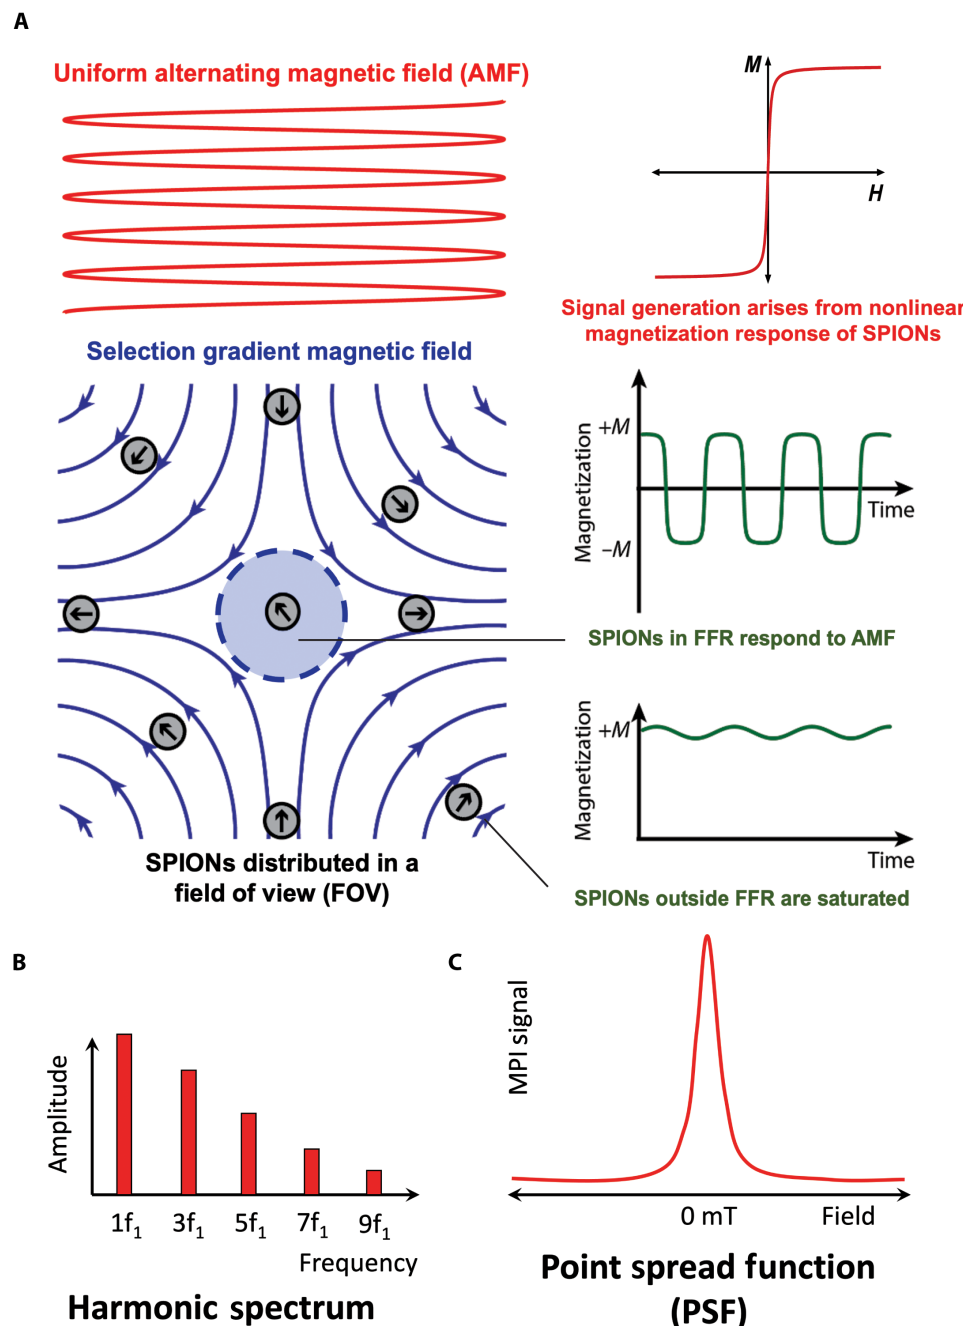 A
Uniform alternating magnetic field (AMF)
M
H
Signal generation arises from nonlinear
magnetization response of SPIONs
Selection gradient magnetic field
+M
Magnetization
Time
–M
SPIONs in FFR respond to AMF
+M
Magnetization
Time
SPIONs distributed in a
field of view (FOV)
SPIONs outside FFR are saturated
B
Amplitude
1f₁ 3f₁ 5f₁ 7f₁ 9f₁
Frequency
Harmonic spectrum
C
MPI signal
0 mT Field
Point spread function
(PSF)